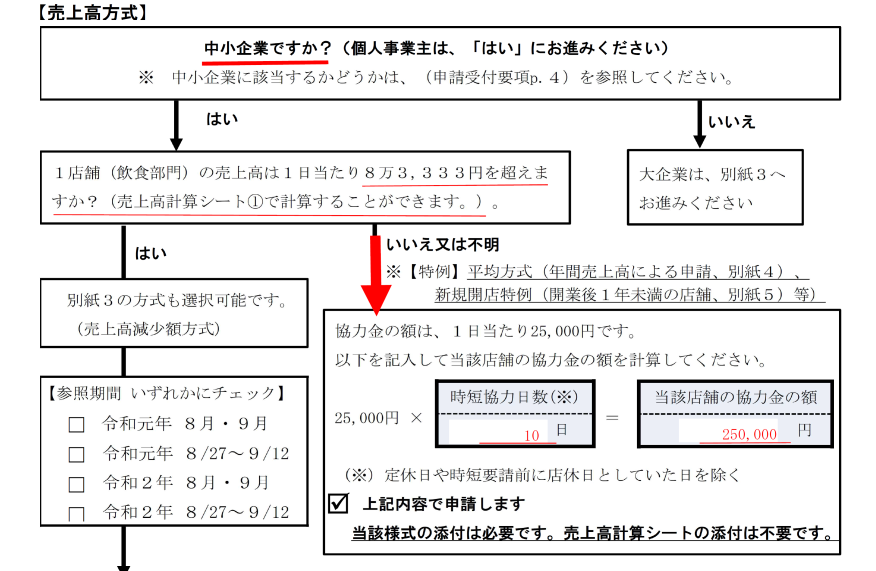 【売上高方式】
中小企業ですか？（個人事業主は、「はい」にお進みください）
※　中小企業に該当するかどうかは、（申請受付要項p.４）を参照してください。
はい
いいえ
１店舗（飲食部門）の売上高は１日当たり８万３,３３３円を超えま
すか？（売上高計算シート①で計算することができます。）。
大企業は、別紙３へ
お進みください
はい
いいえ又は不明
※【特例】平均方式（年間売上高による申請、別紙４）、
新規開店特例（開業後１年未満の店舗、別紙５）等）
別紙３の方式も選択可能です。
（売上高減少額方式）
協力金の額は、１日当たり25,000円です。
以下を記入して当該店舗の協力金の額を計算してください。
時短協力日数(※)
当該店舗の協力金の額
25,000円 × 10 日 ＝ 250,000 円
（※）定休日や時短要請前に店休日としていた日を除く
☑ 上記内容で申請します
当該様式の添付は必要です。売上高計算シートの添付は不要です。
【参照期間 いずれかにチェック】
□ 令和元年 ８月・９月
□ 令和元年 ８/27～９/12
□ 令和２年 ８月・９月
□ 令和２年 ８/27～９/12